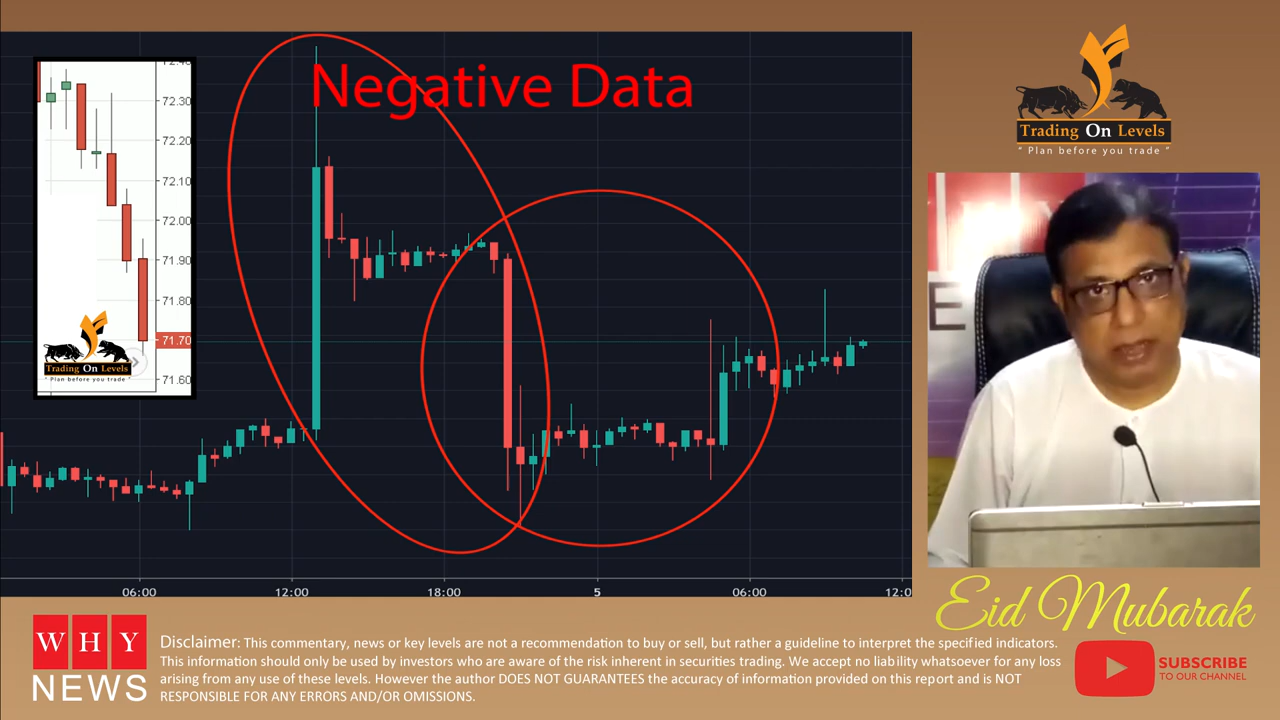 Negative Data
72.40
72.30
72.20
72.10
72.00
71.90
71.80
71.70
71.60
Trading On Levels
" Plan before you trade "
06:00
12:00
18:00
5
06:00
12:0
Trading On Levels
" Plan before you trade "
E
Eid Mubarak
WHY
NEWS
Disclaimer: This commentary, news or key levels are not a recommendation to buy or sell, but rather a guideline to interpret the specified indicators.
This information should only be used by investors who are aware of the risk inherent in securities trading. We accept no liability whatsoever for any loss
arising from any use of these levels. However the author DOES NOT GUARANTEES the accuracy of information provided on this report and is NOT
RESPONSIBLE FOR ANY ERRORS AND/OR OMISSIONS.
SUBSCRIBE
TO OUR CHANNEL